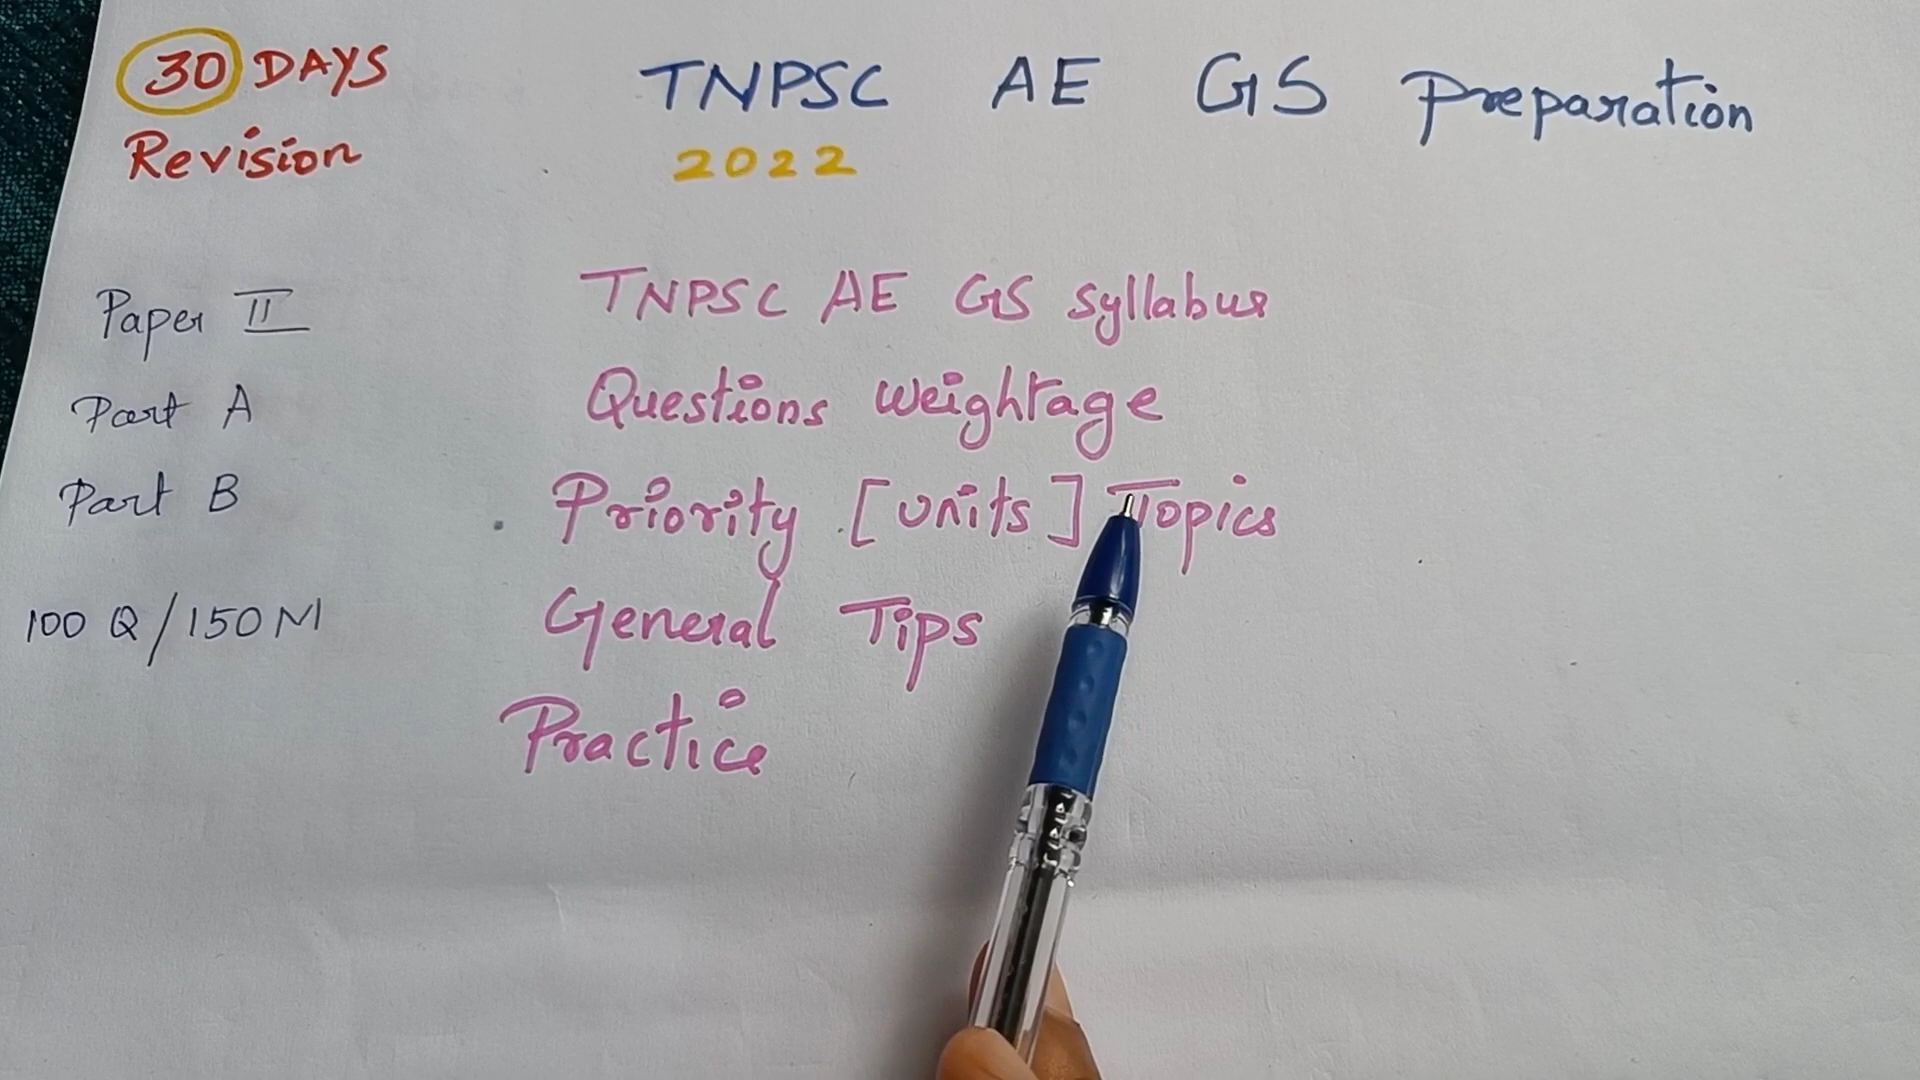 30 DAYS
Revision
TNPSC AE GS Preparation
2022
Paper II
Part A
Part B
100 Q/150 M
TNPSC AE GS syllabus
Questions weightage
Priority [units] Topics
General Tips
Practice